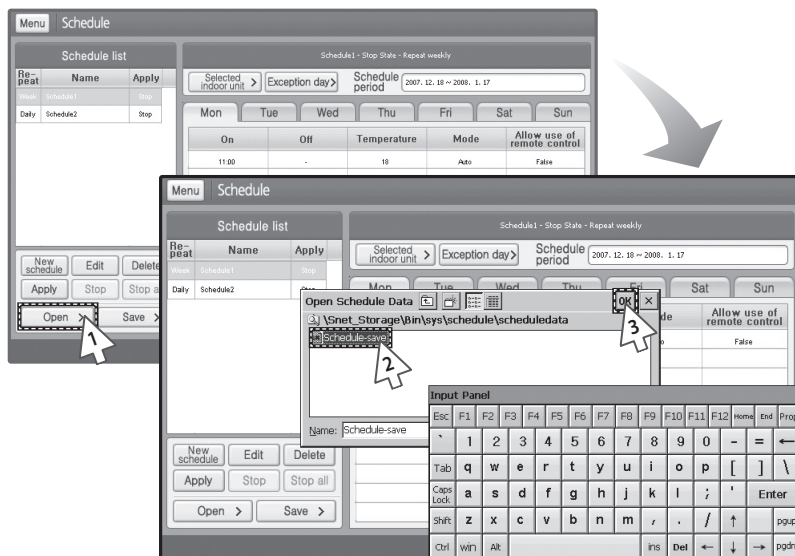 Menu Schedule
Schedule list
Schedule1 - Stop State - Repeat weekly
Re-peat Name Apply
Week Schedule1 Stop
Daily Schedule2 Stop
Selected indoor unit > Exception day> Schedule period 2007. 12. 18 ~ 2008. 1. 17
Mon Tue Wed Thu Fri Sat Sun
On Off Temperature Mode Allow use of remote control
11:00 - 18 Auto False
New schedule Edit Delete
Apply Stop Stop a
Open > Save >
1
Menu Schedule
Schedule list
Schedule1 - Stop State - Repeat weekly
Re-peat Name Apply
Week Schedule1 Stop
Daily Schedule2 Stop
Selected indoor unit > Exception day> Schedule period 2007. 12. 18 ~ 2008. 1. 17
Mon Tue Wed Thu Fri Sat Sun
de Allow use of remote control
o False
Open Schedule Data OK ×
\Snet_Storage\Bin\sys\schedule\scheduledata
Schedule-save
2
3
Name: Schedule-save
New schedule Edit Delete
Apply Stop Stop all
Open > Save >
Input Panel
Esc F1 F2 F3 F4 F5 F6 F7 F8 F9 F10 F11 F12 Home End Prop
` 1 2 3 4 5 6 7 8 9 0 - = ←
Tab q w e r t y u i o p [ ] \
Caps Lock a s d f g h j k l ; ' Enter
Shift z x c v b n m , . / ↑ pgup
Ctrl win Alt ins Del ← ↓ → pgdn